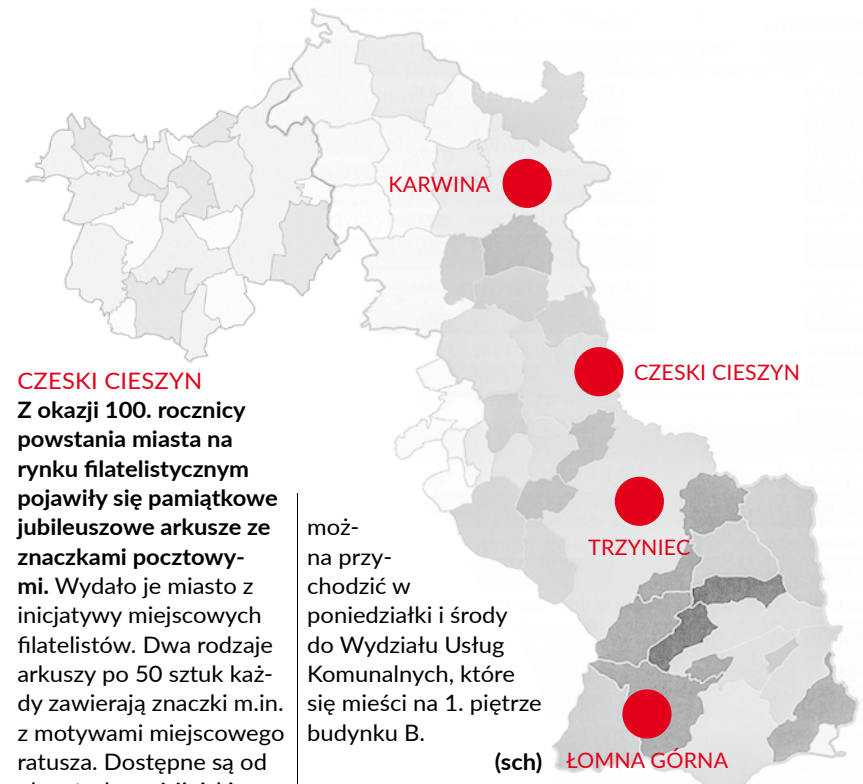 KARWINA
CZESKI CIESZYN
TRZYNIEC
ŁOMNA GÓRNA
CZESKI CIESZYN
Z okazji 100. rocznicy
powstania miasta na
rynku filatelistycznym
pojawiły się pamiątkowe
jubileuszowe arkusze ze
znaczkami pocztowy-
mi. Wydało je miasto z
inicjatywy miejscowych
filatelistów. Dwa rodzaje
arkuszy po 50 sztuk każ-
dy zawierają znaczki m.in.
z motywami miejscowego
ratusza. Dostępne są od
moż-
na przy-
chodzić w
poniedziałki i środy
do Wydziału Usług
Komunalnych, które
się mieści na 1. piętrze
budynku B.
(sch)